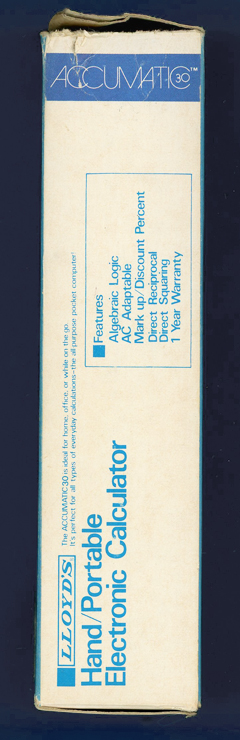 ACCUMATIC 30™
LLOYD'S
Hand/Portable
Electronic Calculator
The ACCUMATIC30 is ideal for home, office, or while on the go.
It's perfect for all types of everyday calculations-the all purpose pocket computer!
Features
Algebraic Logic
AC Adaptable
Mark up/Discount Percent
Direct Reciprocal
Direct Squaring
1 Year Warranty